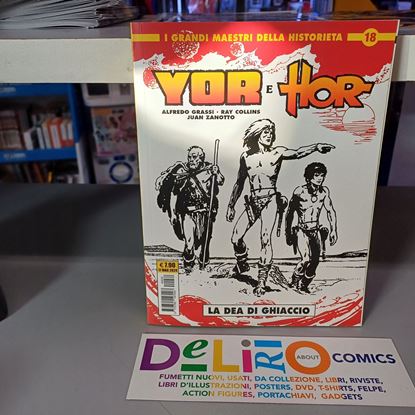 I GRANDI MAESTRI DELLA HISTORIETA 18
YOR E HOR
ALFREDO GRASSI • RAY COLLINS
JUAN ZANOTTO
€ 7,90
LA DEA DI GHIACCIO
DeLiRiO ABOUT COMICS
FUMETTI NUOVI, USATI, DA COLLEZIONE, LIBRI, RIVISTE,
LIBRI D'ILLUSTRAZIONI, POSTERS, DVD, T-SHIRTS, FELPE,
ACTION FIGURES, PORTACHIAVI, GADGETS